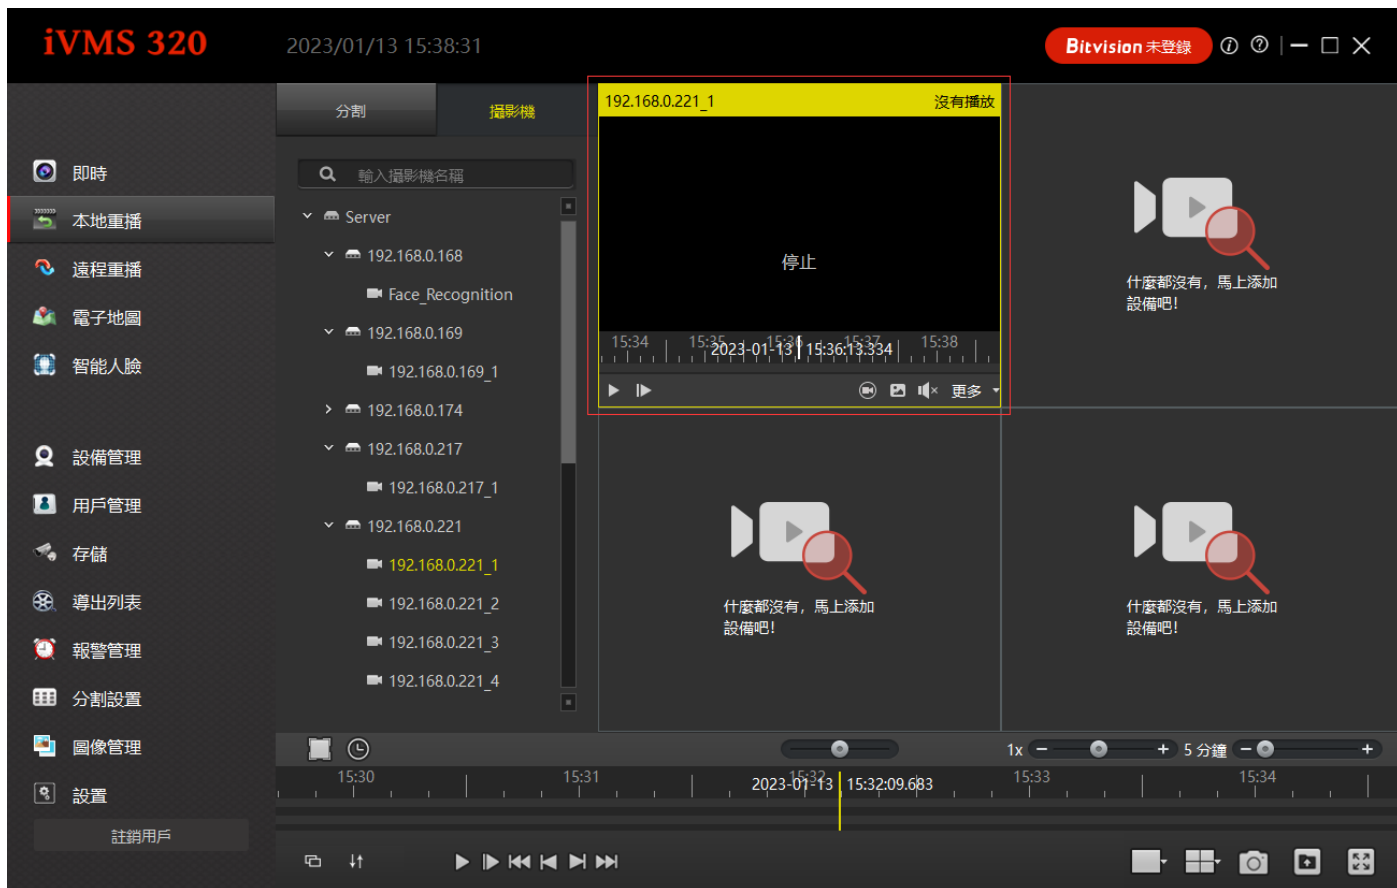 iVMS 320
2023/01/13 15:38:31
Bitvision 未登錄
即時
本地重播
遠程重播
電子地圖
智能人臉
設備管理
用戶管理
存儲
導出列表
報警管理
分割設置
圖像管理
設置
註銷用戶
分割
攝影機
輸入攝影機名稱
Server
192.168.0.168
Face_Recognition
192.168.0.169
192.168.0.169_1
192.168.0.174
192.168.0.217
192.168.0.217_1
192.168.0.221
192.168.0.221_1
192.168.0.221_2
192.168.0.221_3
192.168.0.221_4
192.168.0.221_1 沒有播放
停止
15:34 15:35 15:36 15:37 15:38
2023-01-13 15:36:13.334
更多
什麼都沒有，馬上添加
設備吧!
什麼都沒有，馬上添加
設備吧!
什麼都沒有，馬上添加
設備吧!
1x 5 分鐘
15:30 15:31 15:32 15:33 15:34
2023-01-13 15:32:09.683